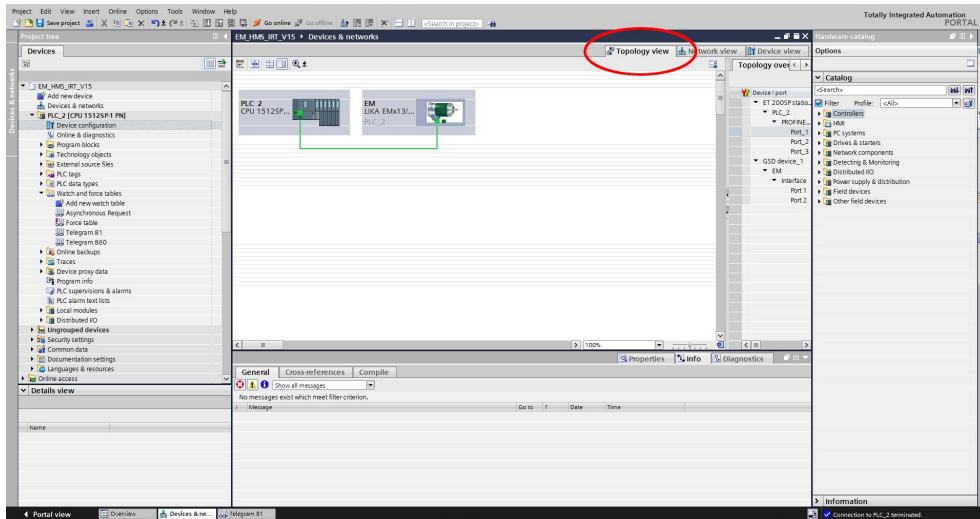 Project Edit View Insert Online Options Tools Window Help
Totally Integrated Automation
PORTAL
Save project
Go online
Go offline
<Search in project>
Project tree
EM_HMS_IRT_V15 ▸ Devices & networks
Hardware catalog
Devices
Topology view
Network view
Device view
Options
Topology over
Catalog
<Search>
Filter
Profile: <All>
Controllers
HMI
PC systems
Drives & starters
Network components
Detecting & Monitoring
Distributed I/O
Power supply & distribution
Field devices
Other field devices
Devices & networks
EM_HMS_IRT_V15
Add new device
Devices & networks
PLC_2 [CPU 1512SP-1 PN]
Device configuration
Online & diagnostics
Program blocks
Technology objects
External source files
PLC tags
PLC data types
Watch and force tables
Add new watch table
Asynchronous Request
Force table
Telegram 81
Telegram 860
Online backups
Traces
Device proxy data
Program info
PLC supervisions & alarms
PLC alarm text lists
Local modules
Distributed I/O
Ungrouped devices
Security settings
Common data
Documentation settings
Languages & resources
Online access
PLC_2
CPU 1512SP...
EM
LIKA EMx13/...
PLC_2
Device / port
ET 200SP statio...
PLC_2
PROFINE...
Port_1
Port_2
Port_3
GSD device_1
EM
Interface
Port 1
Port 2
100%
Properties
Info
Diagnostics
General
Cross-references
Compile
Show all messages
No messages exist which meet filter criterion.
! Message Go to ? Date Time
Details view
Name
Information
Portal view
Overview
Devices & ne...
Telegram 81
Connection to PLC_2 terminated.